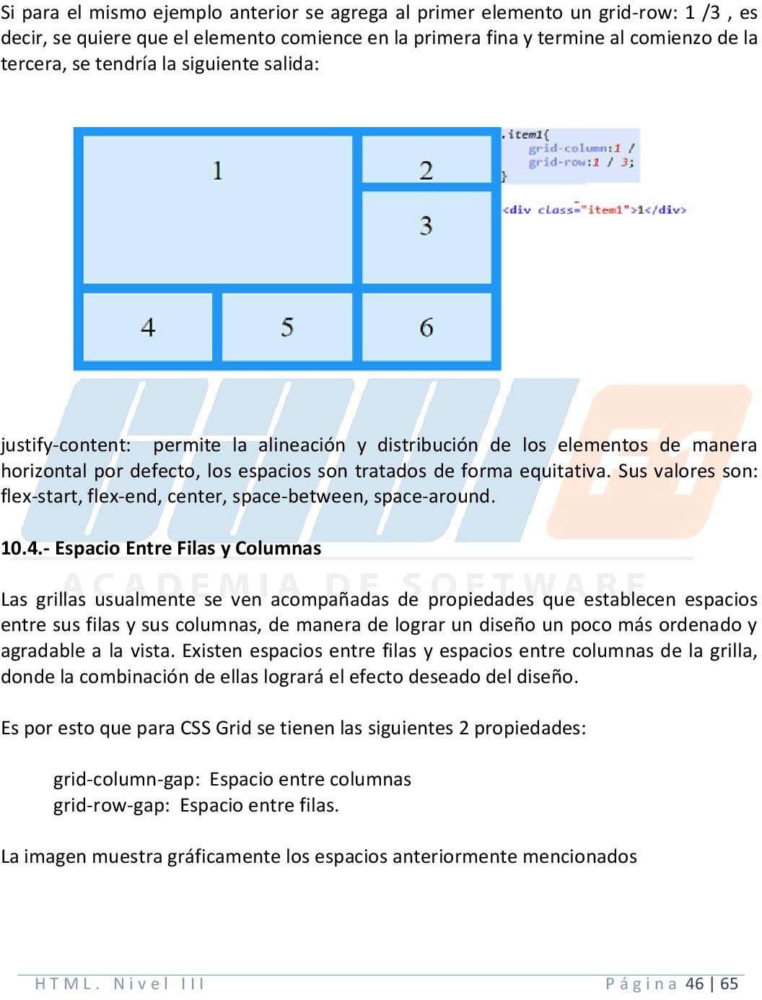 Si para el mismo ejemplo anterior se agrega al primer elemento un grid-row: 1 /3 , es
decir, se quiere que el elemento comience en la primera fina y termine al comienzo de la
tercera, se tendría la siguiente salida:
1
2
3
4
5
6
.item1{
grid-column:1 /
grid-row:1 / 3;
}
<div class="item1">1</div>
justify-content: permite la alineación y distribución de los elementos de manera
horizontal por defecto, los espacios son tratados de forma equitativa. Sus valores son:
flex-start, flex-end, center, space-between, space-around.
10.4.- Espacio Entre Filas y Columnas
ACADEMIA DE SOFTWARE
Las grillas usualmente se ven acompañadas de propiedades que establecen espacios
entre sus filas y sus columnas, de manera de lograr un diseño un poco más ordenado y
agradable a la vista. Existen espacios entre filas y espacios entre columnas de la grilla,
donde la combinación de ellas logrará el efecto deseado del diseño.
Es por esto que para CSS Grid se tienen las siguientes 2 propiedades:
grid-column-gap: Espacio entre columnas
grid-row-gap: Espacio entre filas.
La imagen muestra gráficamente los espacios anteriormente mencionados
HTML. Nivel III
Página 46 | 65